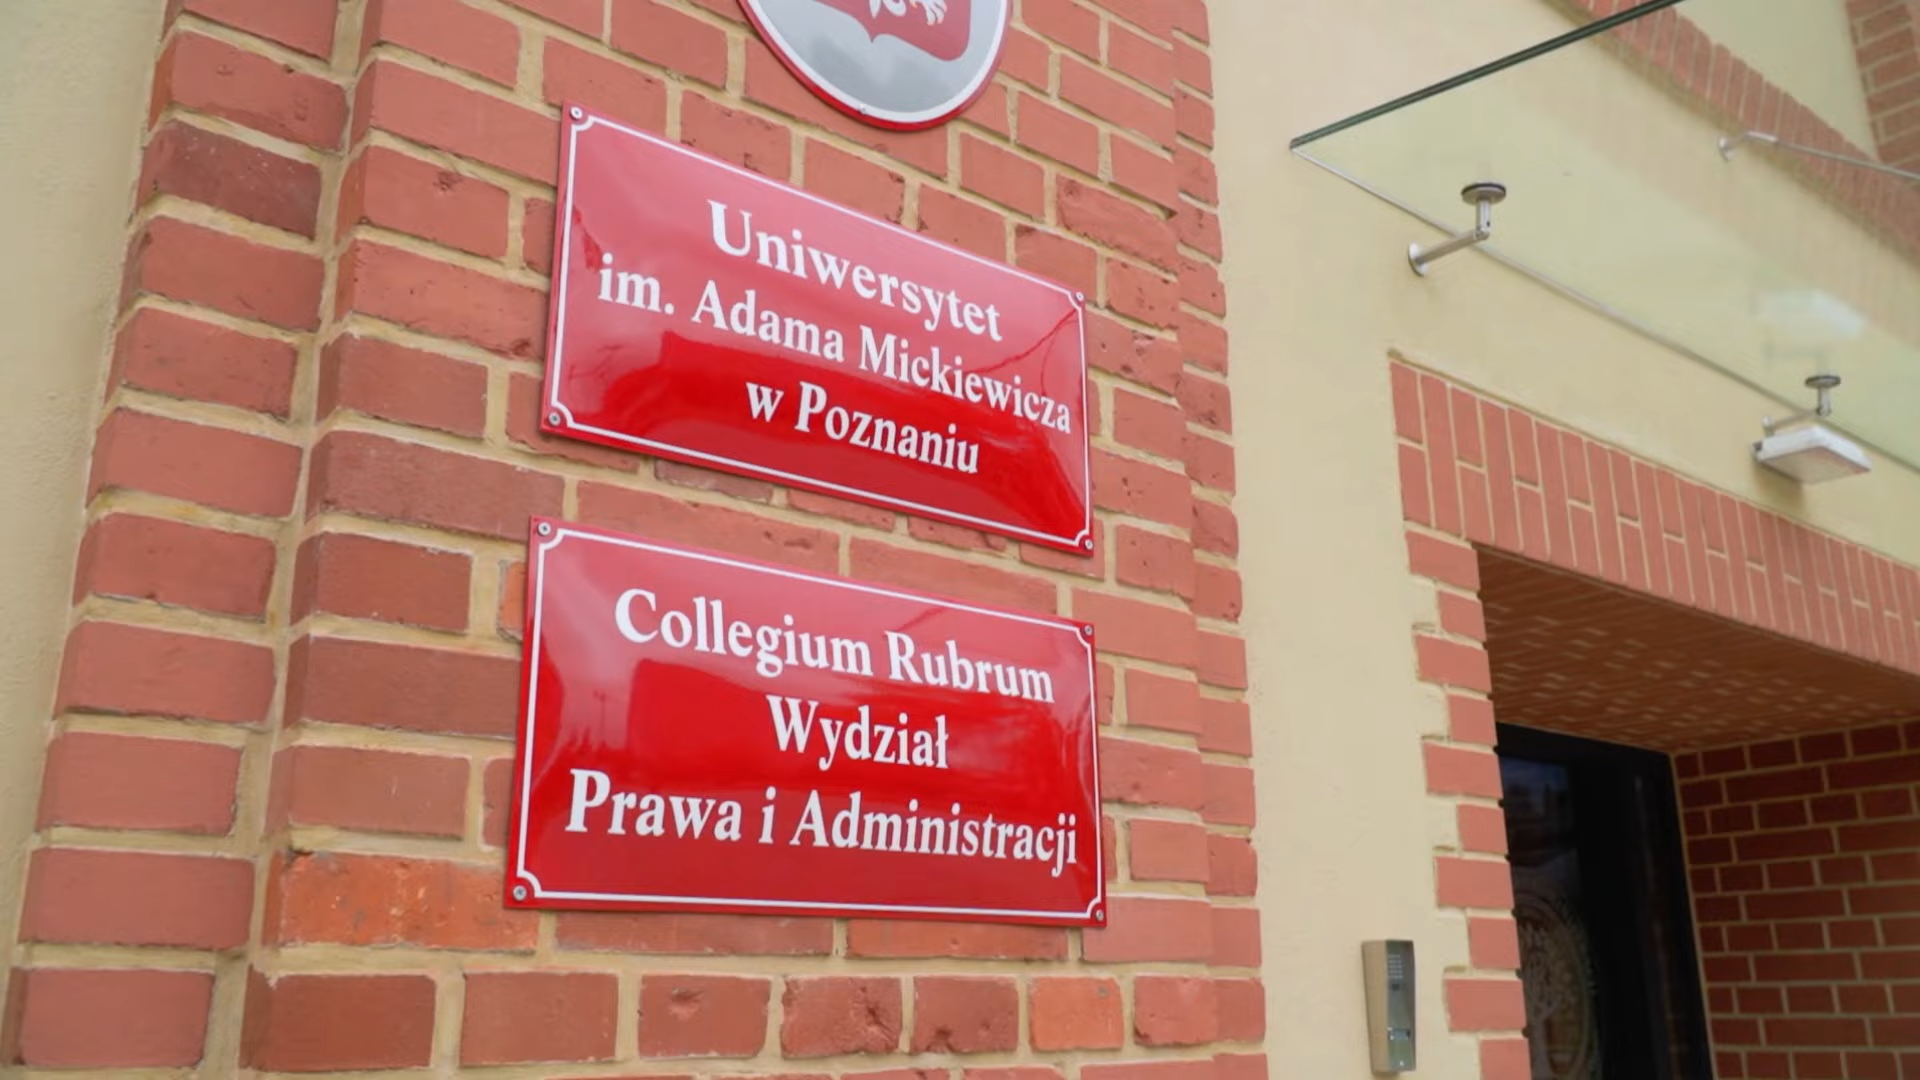 Uniwersytet
im. Adama Mickiewicza
w Poznaniu
Collegium Rubrum
Wydział
Prawa i Administracji